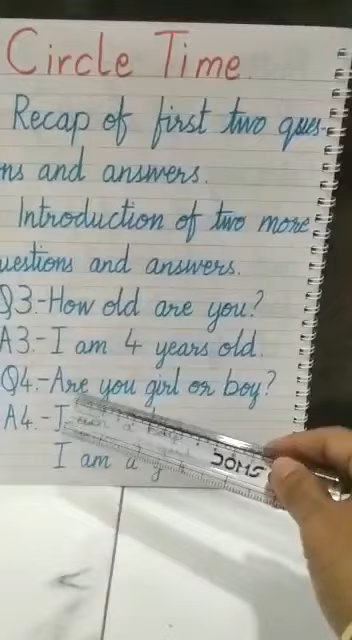 Circle Time.
Recap of first two ques-
ns and answers.
Introduction of two more
uestions and answers.
Q3.-How old are you?
A3.-I am 4 years old.
Q4.-Are you girl or boy?
A4.-I
I am a
DOMS